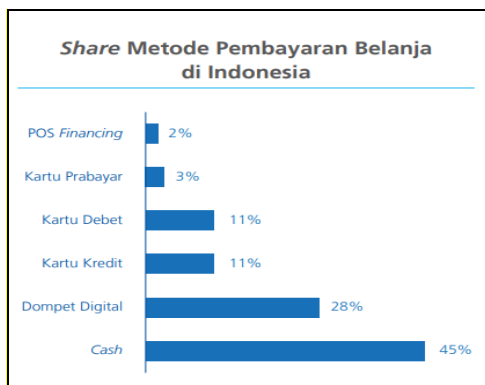 Share Metode Pembayaran Belanja
di Indonesia
POS Financing 2%
Kartu Prabayar 3%
Kartu Debet 11%
Kartu Kredit 11%
Dompet Digital 28%
Cash 45%